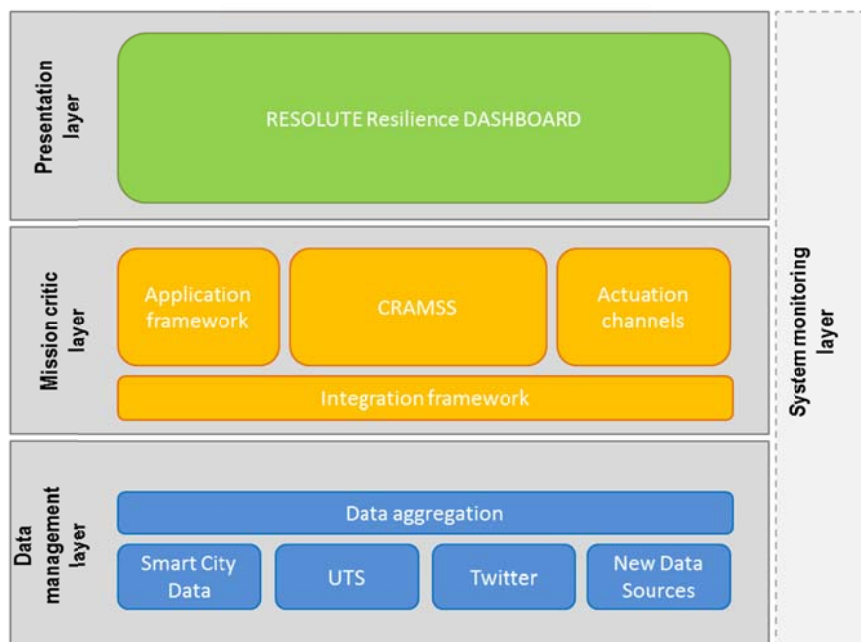 Presentation
layer
RESOLUTE Resilience DASHBOARD
Mission critic
layer
Application
framework
CRAMSS
Actuation
channels
Integration framework
Data
management
layer
Data aggregation
Smart City
Data
UTS
Twitter
New Data
Sources
System monitoring
layer